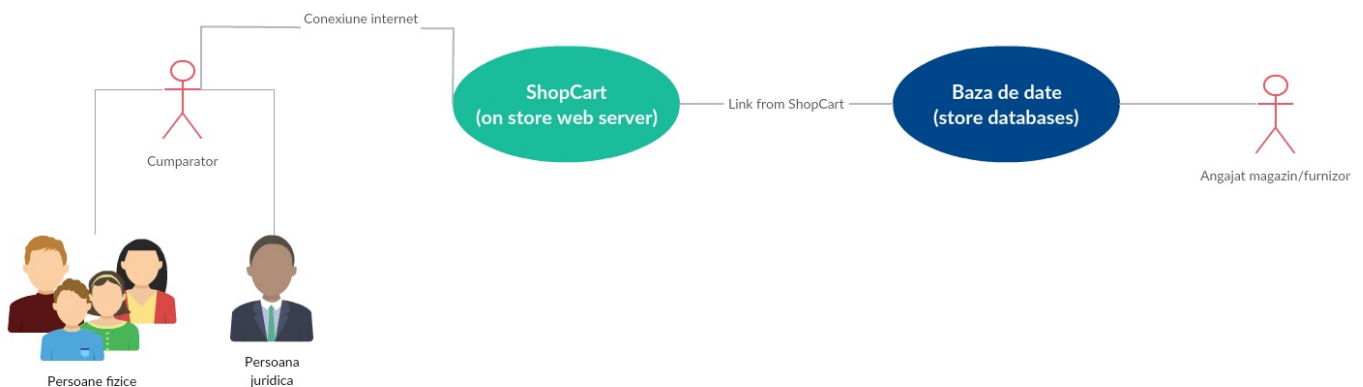 Conexiune internet
Cumparator
ShopCart
(on store web server)
Link from ShopCart
Baza de date
(store databases)
Angajat magazin/furnizor
Persoane fizice
Persoana
juridica